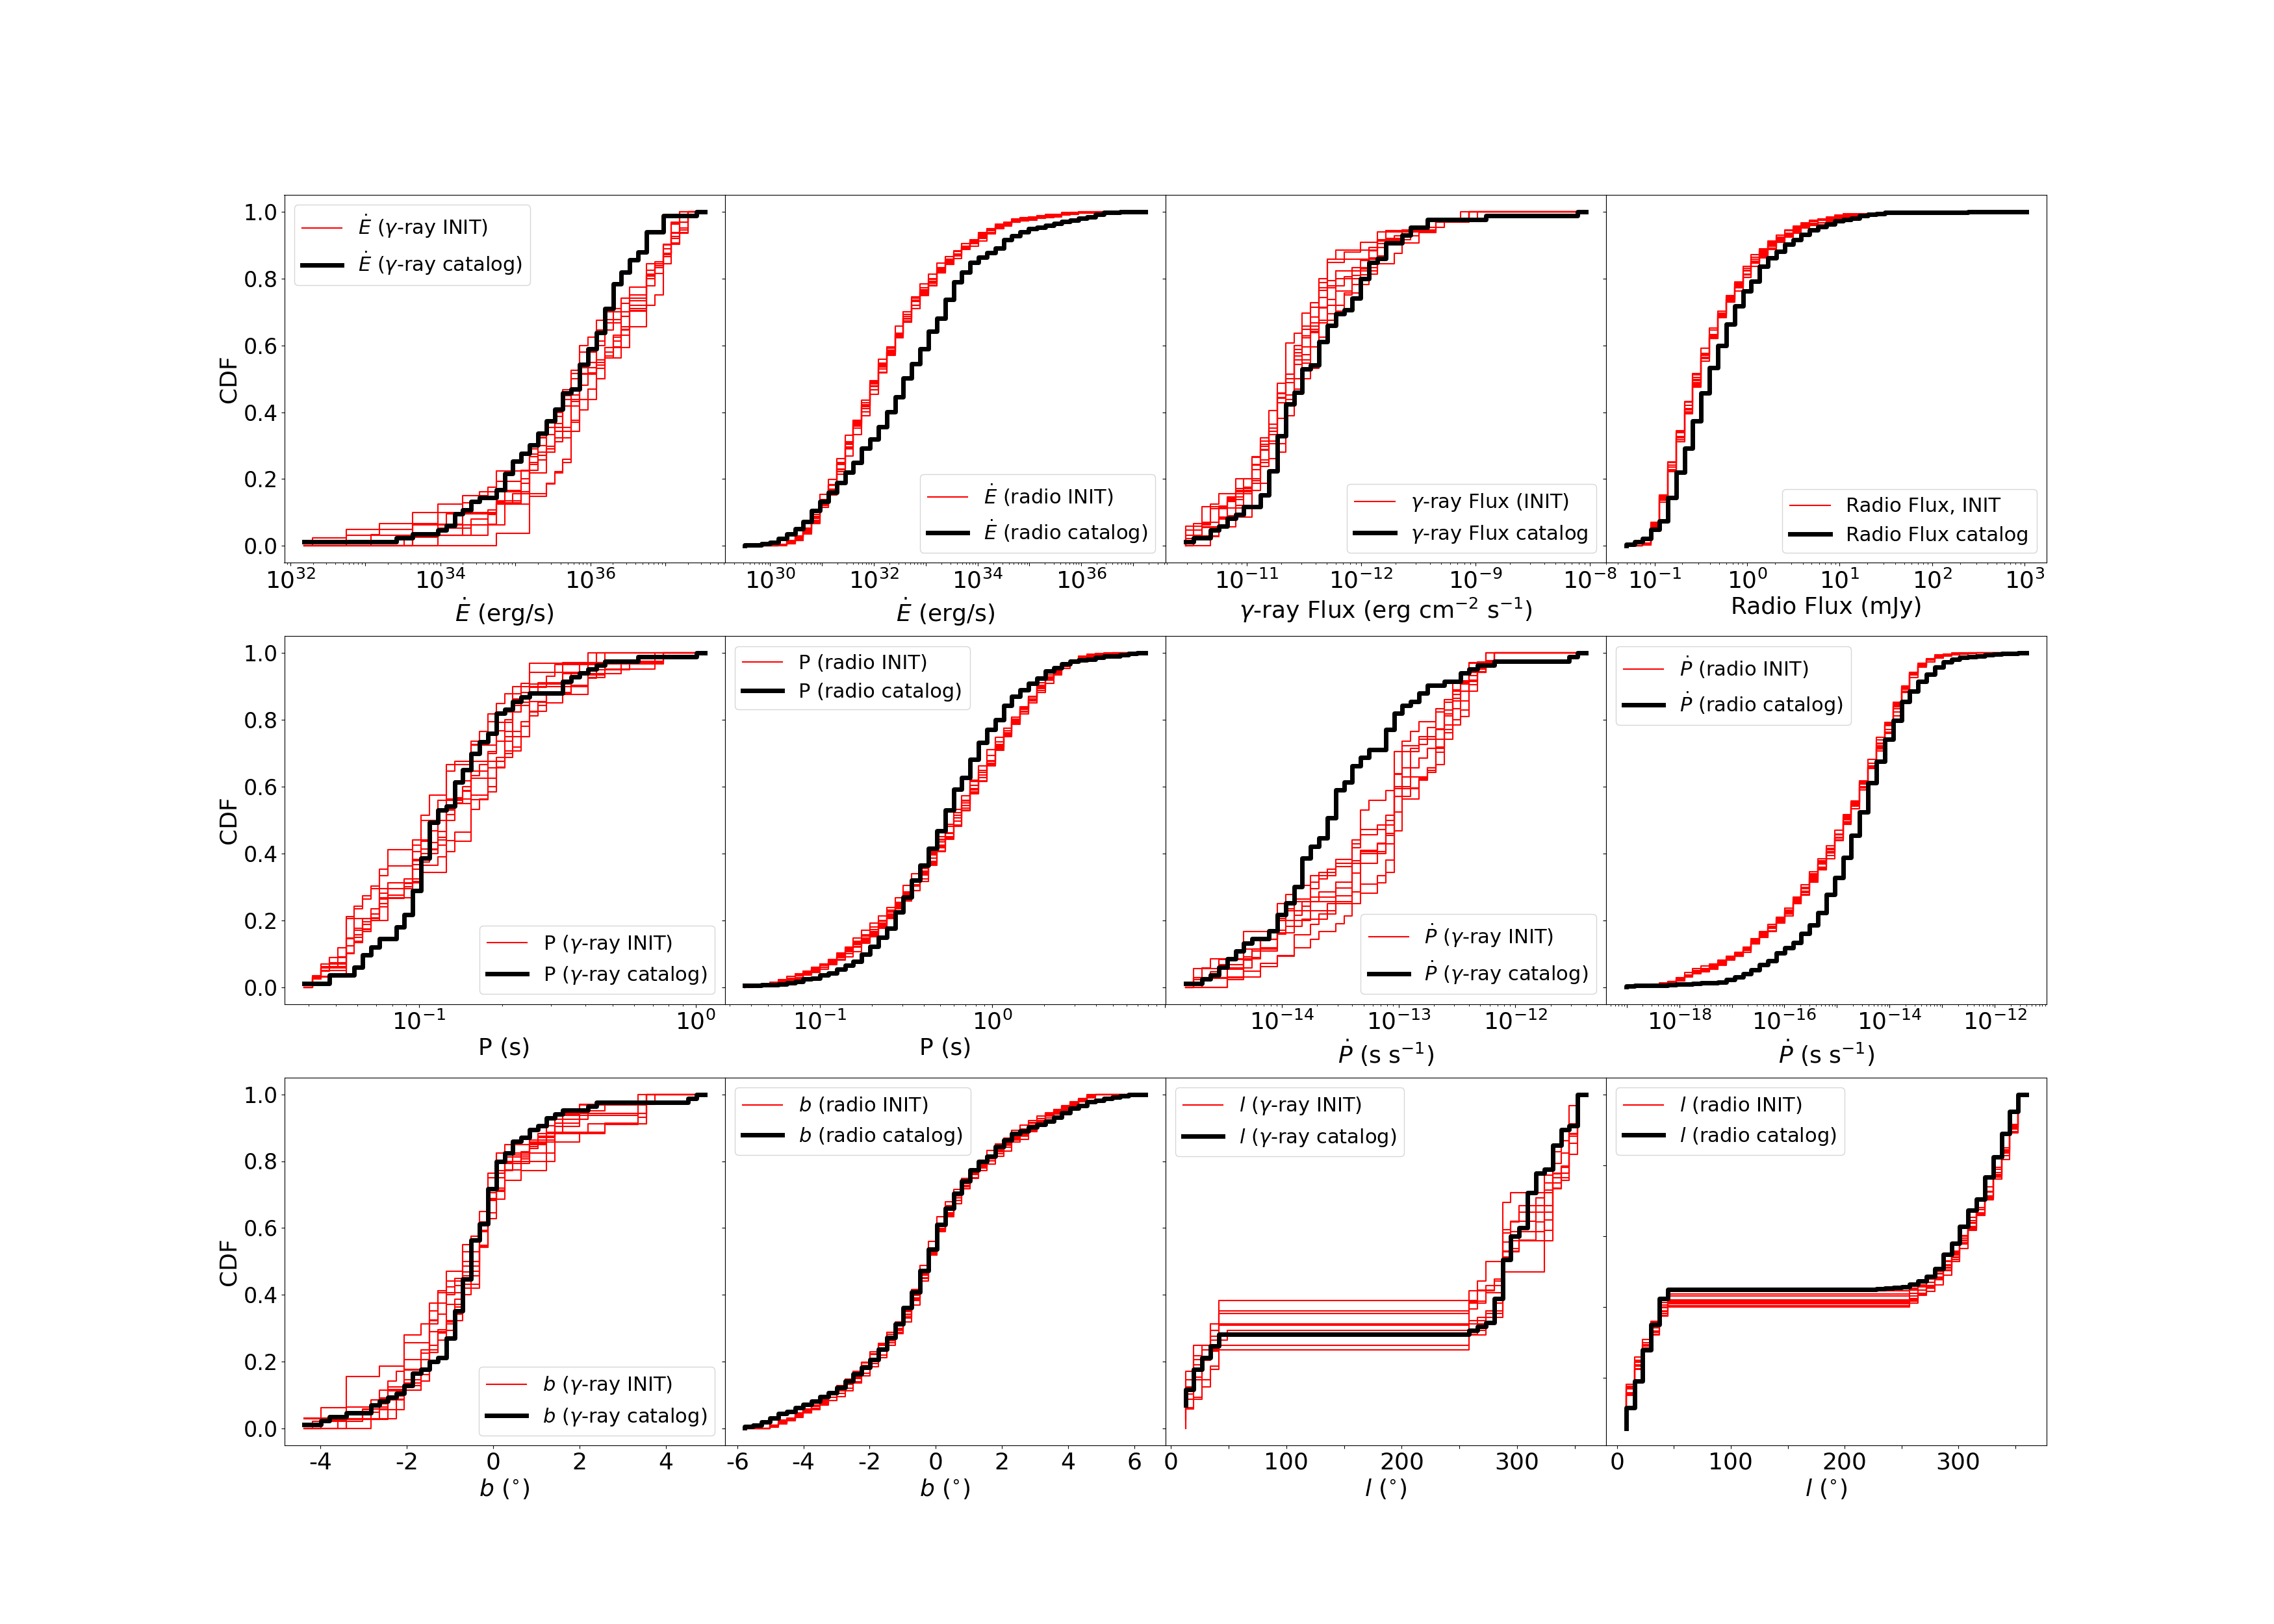 CDF
1.0
0.8
0.6
0.4
0.2
0.0
Ė (γ-ray INIT)
Ė (γ-ray catalog)
10^32 10^34 10^36
Ė (erg/s)
Ė (radio INIT)
Ė (radio catalog)
10^30 10^32 10^34 10^36
Ė (erg/s)
γ-ray Flux (INIT)
γ-ray Flux catalog
10^−11 10^−12 10^−9 10^−8
γ-ray Flux (erg cm^−2 s^−1)
Radio Flux, INIT
Radio Flux catalog
10^−1 10^0 10^1 10^2 10^3
Radio Flux (mJy)
CDF
1.0
0.8
0.6
0.4
0.2
0.0
P (γ-ray INIT)
P (γ-ray catalog)
10^−1 10^0
P (s)
P (radio INIT)
P (radio catalog)
10^−1 10^0
P (s)
Ṗ (γ-ray INIT)
Ṗ (γ-ray catalog)
10^−14 10^−13 10^−12
Ṗ (s s^−1)
Ṗ (radio INIT)
Ṗ (radio catalog)
10^−18 10^−16 10^−14 10^−12
Ṗ (s s^−1)
CDF
1.0
0.8
0.6
0.4
0.2
0.0
b (γ-ray INIT)
b (γ-ray catalog)
-4 -2 0 2 4
b (°)
b (radio INIT)
b (radio catalog)
-6 -4 -2 0 2 4 6
b (°)
l (γ-ray INIT)
l (γ-ray catalog)
0 100 200 300
l (°)
l (radio INIT)
l (radio catalog)
0 100 200 300
l (°)